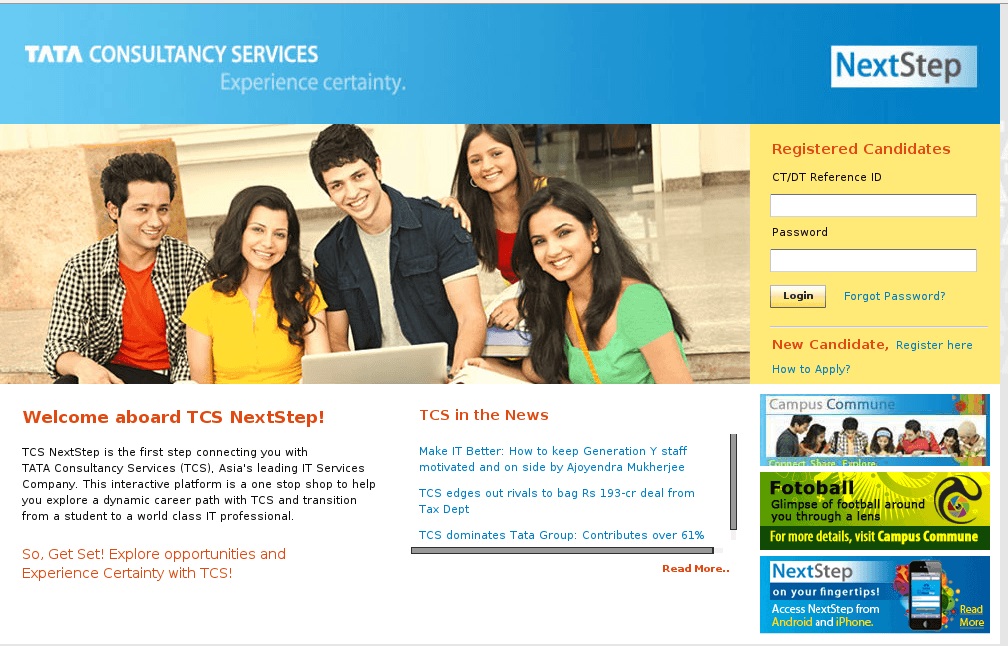 TATA CONSULTANCY SERVICES
Experience certainty.
NextStep
Registered Candidates
CT/DT Reference ID
Password
Login
Forgot Password?
New Candidate, Register here
How to Apply?
Welcome aboard TCS NextStep!
TCS NextStep is the first step connecting you with
TATA Consultancy Services (TCS), Asia's leading IT Services
Company. This interactive platform is a one stop shop to help
you explore a dynamic career path with TCS and transition
from a student to a world class IT professional.
So, Get Set! Explore opportunities and
Experience Certainty with TCS!
TCS in the News
Make IT Better: How to keep Generation Y staff
motivated and on side by Ajoyendra Mukherjee
TCS edges out rivals to bag Rs 193-cr deal from
Tax Dept
TCS dominates Tata Group: Contributes over 61%
Read More..
Campus Commune
Connect Share Explore
Fotoball
Glimpse of football around
you through a lens
For more details, visit Campus Commune
NextStep
on your fingertips!
Access NextStep from
Android and iPhone.
Read
More